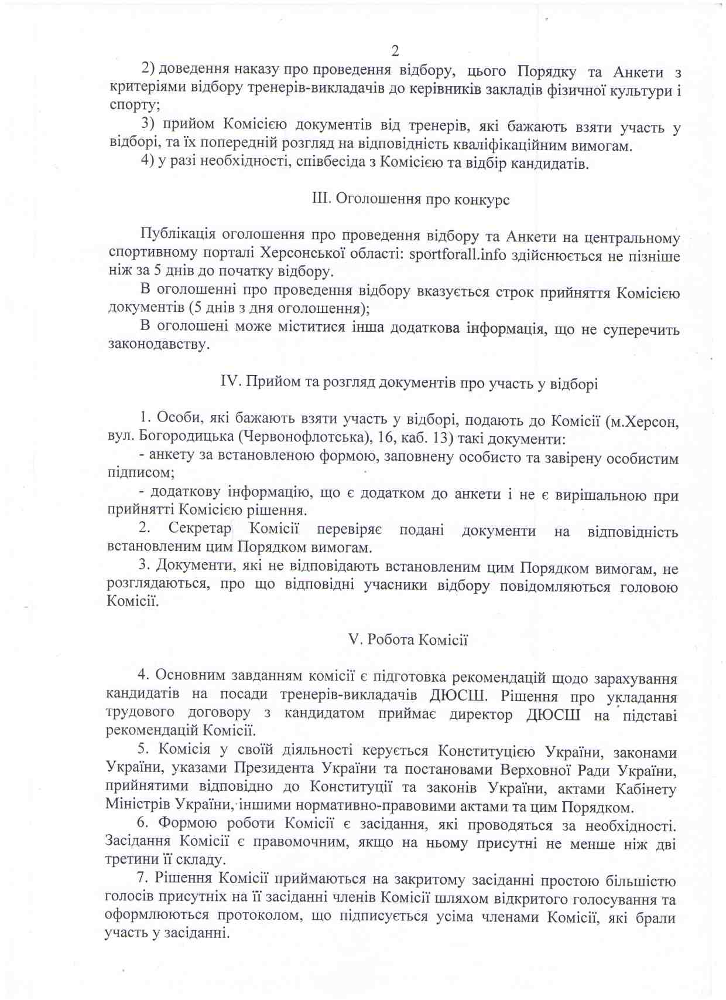 2
2) доведення наказу про проведення відбору, цього Порядку та Анкети з
критеріями відбору тренерів-викладачів до керівників закладів фізичної культури і
спорту;
3) прийом Комісією документів від тренерів, які бажають взяти участь у
відборі, та їх попередній розгляд на відповідність кваліфікаційним вимогам.
4) у разі необхідності, співбесіда з Комісією та відбір кандидатів.
III. Оголошення про конкурс
Публікація оголошення про проведення відбору та Анкети на центральному
спортивному порталі Херсонської області: sportforall.info здійснюється не пізніше
ніж за 5 днів до початку відбору.
В оголошенні про проведення відбору вказується строк прийняття Комісією
документів (5 днів з дня оголошення);
В оголошені може міститися інша додаткова інформація, що не суперечить
законодавству.
IV. Прийом та розгляд документів про участь у відборі
1. Особи, які бажають взяти участь у відборі, подають до Комісії (м.Херсон,
вул. Богородицька (Червонофлотська), 16, каб. 13) такі документи:
- анкету за встановленою формою, заповнену особисто та завірену особистим
підписом;
- додаткову інформацію, що є додатком до анкети і не є вирішальною при
прийнятті Комісією рішення.
2. Секретар Комісії перевіряє подані документи на відповідність
встановленим цим Порядком вимогам.
3. Документи, які не відповідають встановленим цим Порядком вимогам, не
розглядаються, про що відповідні учасники відбору повідомляються головою
Комісії.
V. Робота Комісії
4. Основним завданням комісії є підготовка рекомендацій щодо зарахування
кандидатів на посади тренерів-викладачів ДЮСШ. Рішення про укладання
трудового договору з кандидатом приймає директор ДЮСШ на підставі
рекомендацій Комісії.
5. Комісія у своїй діяльності керується Конституцією України, законами
України, указами Президента України та постановами Верховної Ради України,
прийнятими відповідно до Конституції та законів України, актами Кабінету
Міністрів України, іншими нормативно-правовими актами та цим Порядком.
6. Формою роботи Комісії є засідання, які проводяться за необхідності.
Засідання Комісії є правомочним, якщо на ньому присутні не менше ніж дві
третини її складу.
7. Рішення Комісії приймаються на закритому засіданні простою більшістю
голосів присутніх на її засіданні членів Комісії шляхом відкритого голосування та
оформлюються протоколом, що підписується усіма членами Комісії, які брали
участь у засіданні.